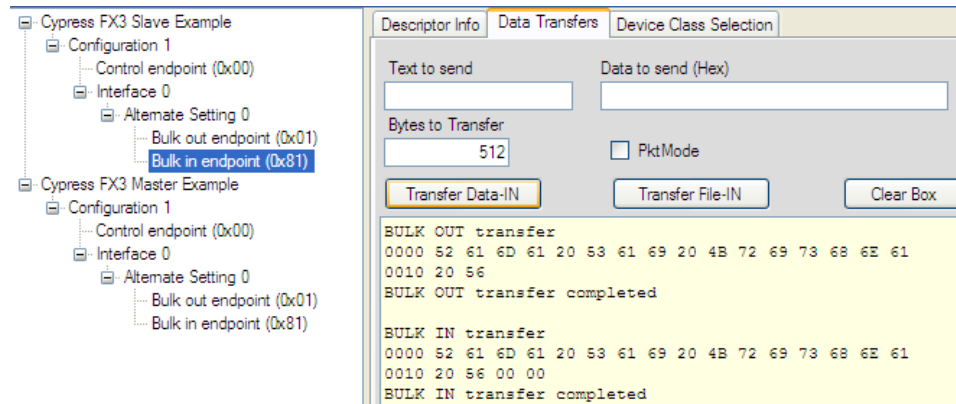 Cypress FX3 Slave Example
Configuration 1
Control endpoint (0x00)
Interface 0
Alternate Setting 0
Bulk out endpoint (0x01)
Bulk in endpoint (0x81)
Cypress FX3 Master Example
Configuration 1
Control endpoint (0x00)
Interface 0
Alternate Setting 0
Bulk out endpoint (0x01)
Bulk in endpoint (0x81)
Descriptor Info Data Transfers Device Class Selection
Text to send Data to send (Hex)
Bytes to Transfer
512 PktMode
Transfer Data-IN Transfer File-IN Clear Box
BULK OUT transfer
0000 52 61 6D 61 20 53 61 69 20 4B 72 69 73 68 6E 61
0010 20 56
BULK OUT transfer completed
BULK IN transfer
0000 52 61 6D 61 20 53 61 69 20 4B 72 69 73 68 6E 61
0010 20 56 00 00
BULK IN transfer completed